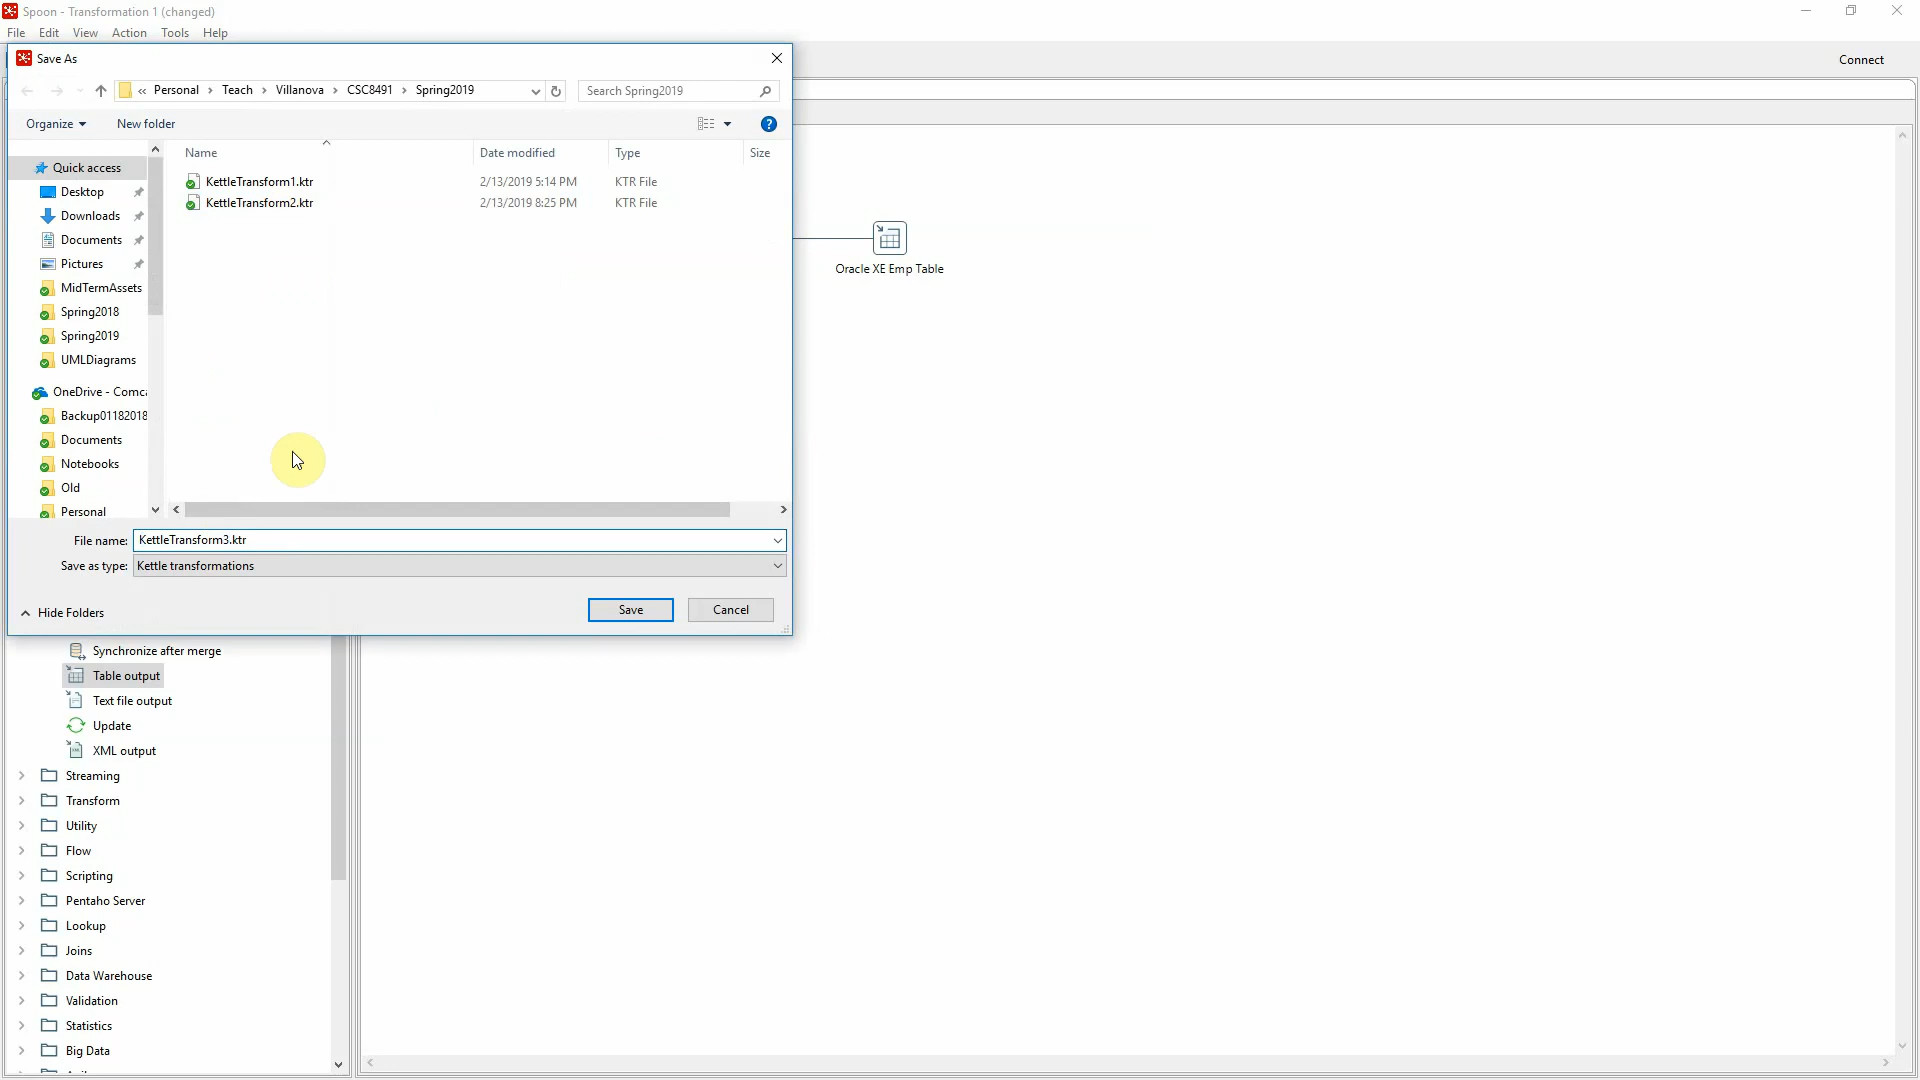 Spoon - Transformation 1 (changed)
File Edit View Action Tools Help
Save As
Connect
« Personal › Teach › Villanova › CSC8491 › Spring2019
Search Spring2019
Organize
New folder
Name
Date modified
Type
Size
Quick access
Desktop
Downloads
Documents
Pictures
MidTermAssets
Spring2018
Spring2019
UMLDiagrams
OneDrive - Comca
Backup01182018
Documents
Notebooks
Old
Personal
KettleTransform1.ktr 2/13/2019 5:14 PM KTR File
KettleTransform2.ktr 2/13/2019 8:25 PM KTR File
Oracle XE Emp Table
File name: KettleTransform3.ktr
Save as type: Kettle transformations
Hide Folders
Save
Cancel
Synchronize after merge
Table output
Text file output
Update
XML output
Streaming
Transform
Utility
Flow
Scripting
Pentaho Server
Lookup
Joins
Data Warehouse
Validation
Statistics
Big Data